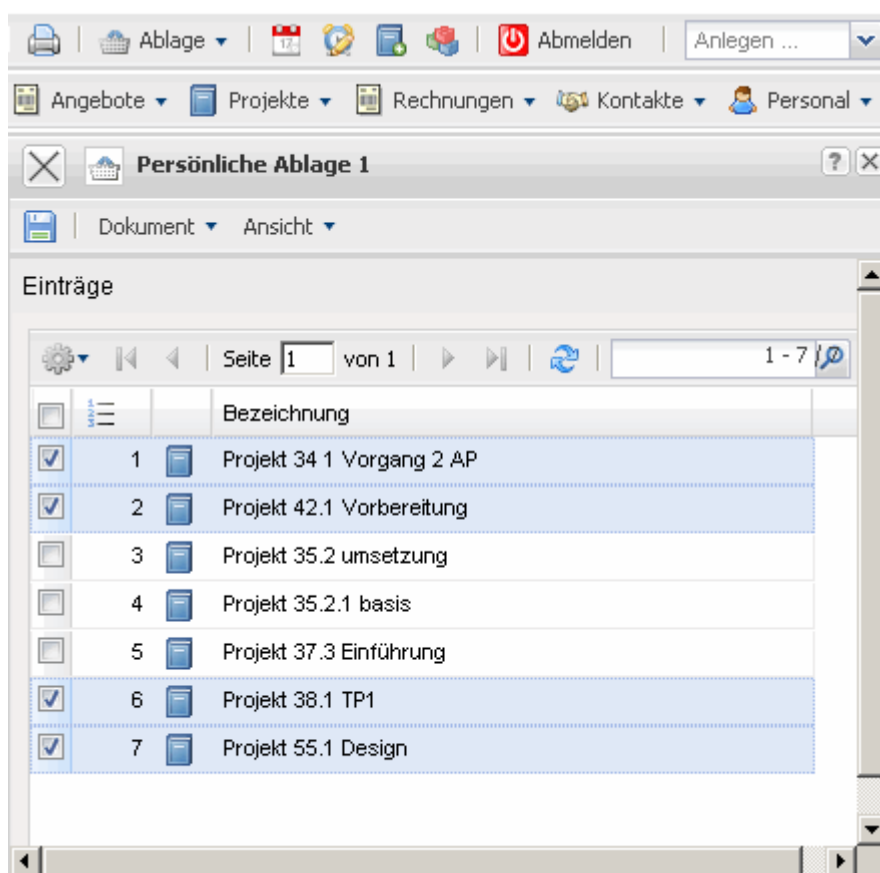 Ablage Abmelden Anlegen ...
Angebote Projekte Rechnungen Kontakte Personal
Persönliche Ablage 1
Dokument Ansicht
Einträge
Seite 1 von 1 1 - 7 /
Bezeichnung
1 Projekt 34 1 Vorgang 2 AP
2 Projekt 42.1 Vorbereitung
3 Projekt 35.2 umsetzung
4 Projekt 35.2.1 basis
5 Projekt 37.3 Einführung
6 Projekt 38.1 TP1
7 Projekt 55.1 Design